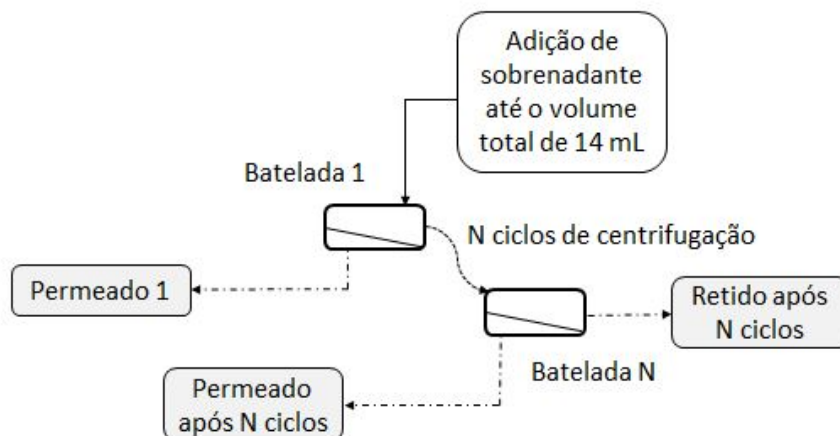 Adição de
sobrenadante
até o volume
total de 14 mL
Batelada 1
N ciclos de centrifugação
Permeado 1
Retido após
N ciclos
Batelada N
Permeado
após N ciclos